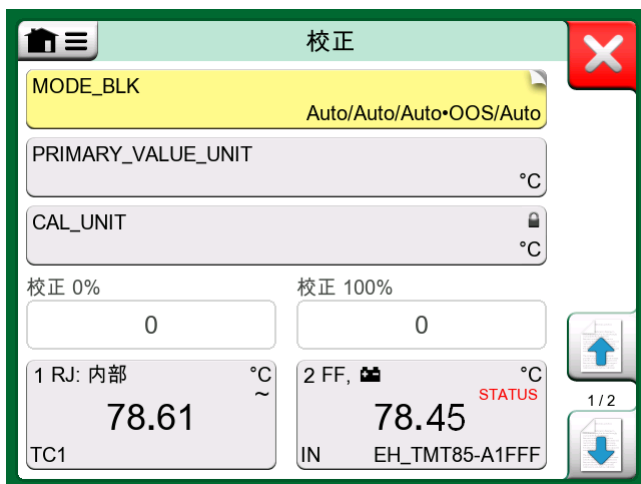 校正
MODE_BLK
Auto/Auto/Auto•OOS/Auto
PRIMARY_VALUE_UNIT
°C
CAL_UNIT
°C
校正 0%
校正 100%
0
0
1 RJ: 内部 °C
~
78.61
TC1
2 FF, °C
STATUS
78.45
IN EH_TMT85-A1FFF
1 / 2